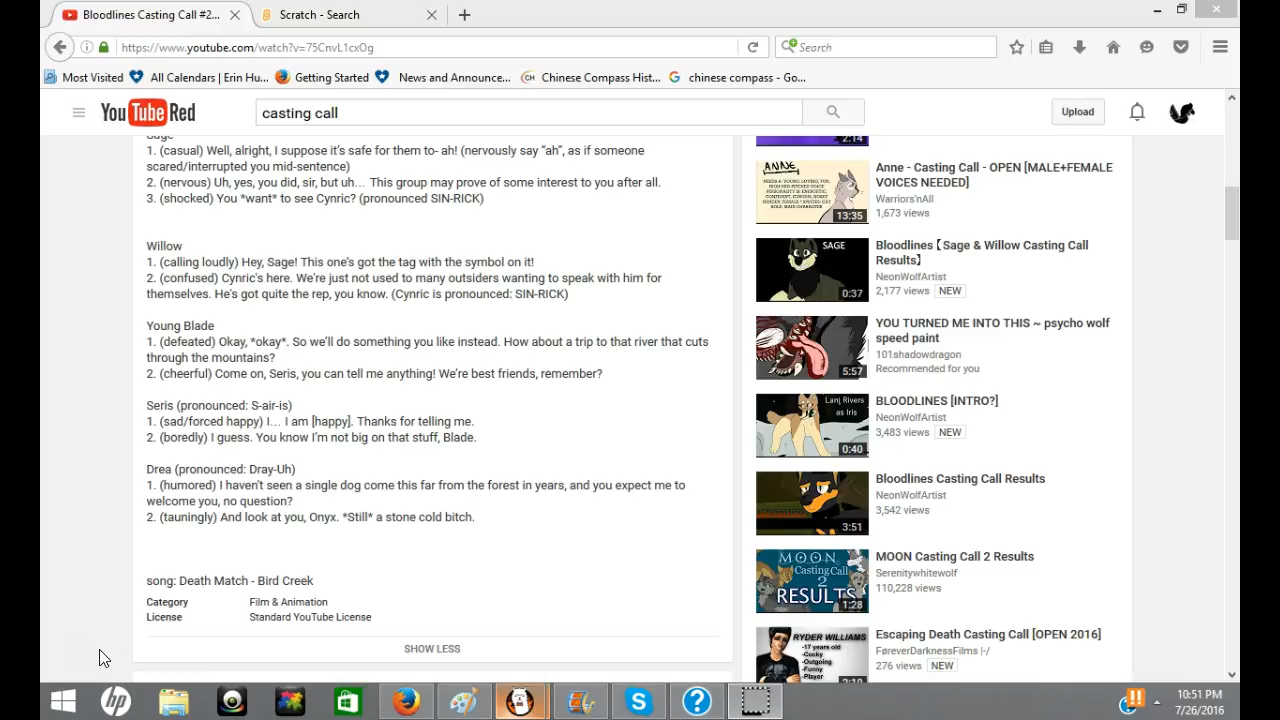 Bloodlines Casting Call #2...
Scratch - Search
https://www.youtube.com/watch?v=75CnvL1cxOg
Search
Most Visited
All Calendars | Erin Hu...
Getting Started
News and Announce...
CH
Chinese Compass Hist...
chinese compass - Go...
YouTube Red
casting call
Upload
Sage
1. (casual) Well, alright, I suppose it's safe for them to- ah! (nervously say “ah”, as if someone
scared/interrupted you mid-sentence)
2. (nervous) Uh, yes, you did, sir, but uh… This group may prove of some interest to you after all.
3. (shocked) You *want* to see Cynric? (pronounced SIN-RICK)
Willow
1. (calling loudly) Hey, Sage! This one's got the tag with the symbol on it!
2. (confused) Cynric's here. We're just not used to many outsiders wanting to speak with him for
themselves. He's got quite the rep, you know. (Cynric is pronounced: SIN-RICK)
Young Blade
1. (defeated) Okay, *okay*. So we'll do something you like instead. How about a trip to that river that cuts
through the mountains?
2. (cheerful) Come on, Seris, you can tell me anything! We're best friends, remember?
Seris (pronounced: S-air-is)
1. (sad/forced happy) I… I am [happy]. Thanks for telling me.
2. (boredly) I guess. You know I'm not big on that stuff, Blade.
Drea (pronounced: Dray-Uh)
1. (humored) I haven't seen a single dog come this far from the forest in years, and you expect me to
welcome you, no question?
2. (tauningly) And look at you, Onyx. *Still* a stone cold bitch.
song: Death Match - Bird Creek
Category Film & Animation
License Standard YouTube License
SHOW LESS
2:14
ANNE
13:35
Anne - Casting Call - OPEN [MALE+FEMALE
VOICES NEEDED]
Warriors'nAll
1,673 views
SAGE
0:37
Bloodlines【Sage & Willow Casting Call
Results】
NeonWolfArtist
2,177 views NEW
5:57
YOU TURNED ME INTO THIS ~ psycho wolf
speed paint
101shadowdragon
Recommended for you
Lani Rivers
as Iris
0:40
BLOODLINES [INTRO?]
NeonWolfArtist
3,483 views NEW
3:51
Bloodlines Casting Call Results
NeonWolfArtist
3,542 views
MOON
Casting Call
2
RESULTS
1:28
MOON Casting Call 2 Results
Serenitywhitewolf
110,228 views
RYDER WILLIAMS
-17 years old
-Cocky
-Outgoing
-Funny
-Player
Escaping Death Casting Call [OPEN 2016]
FøreverDarknessFilms |-/
276 views NEW
10:51 PM
7/26/2016